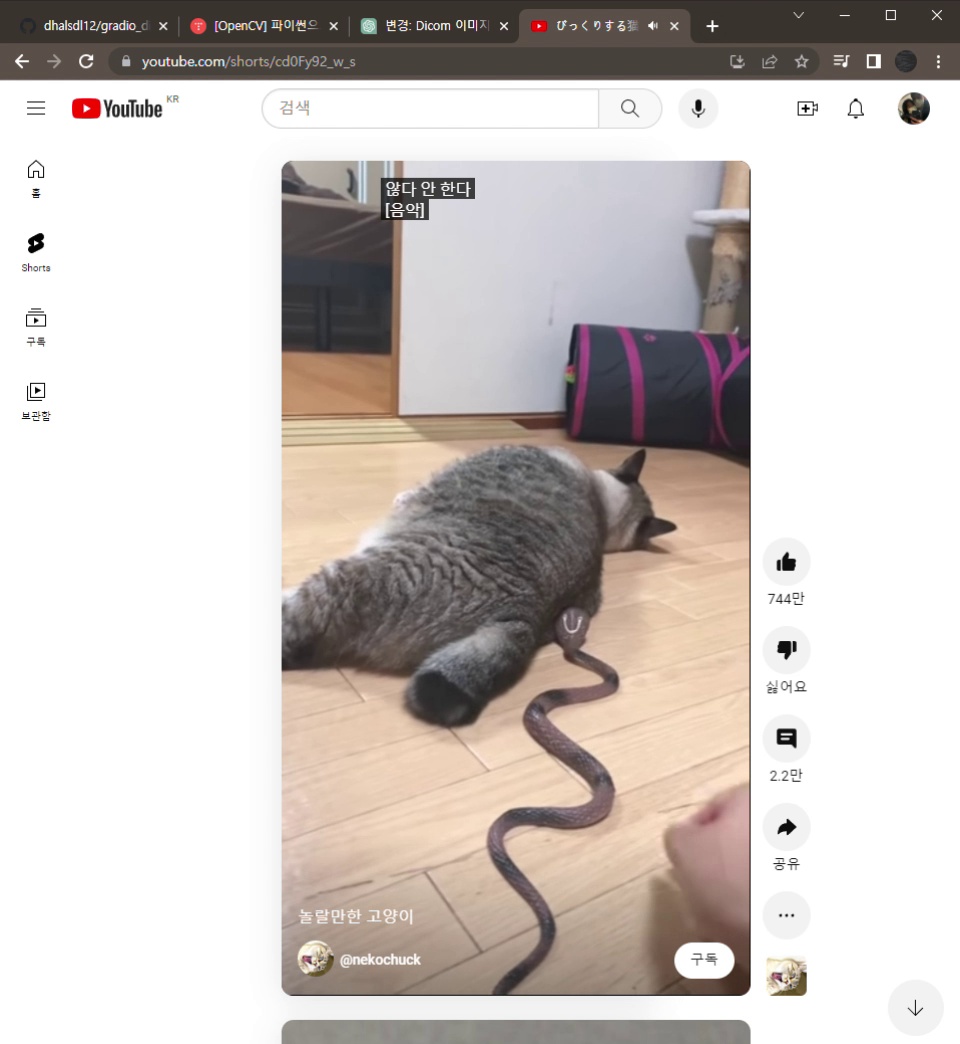 dhalsdl12/gradio_d
[OpenCV] 파이썬으
변경: Dicom 이미지
びっくりする猫
youtube.com/shorts/cd0Fy92_w_s
YouTube KR
검색
홈
Shorts
구독
보관함
않다 안 한다
[음악]
744만
싫어요
2.2만
공유
놀랄만한 고양이
@nekochuck
구독